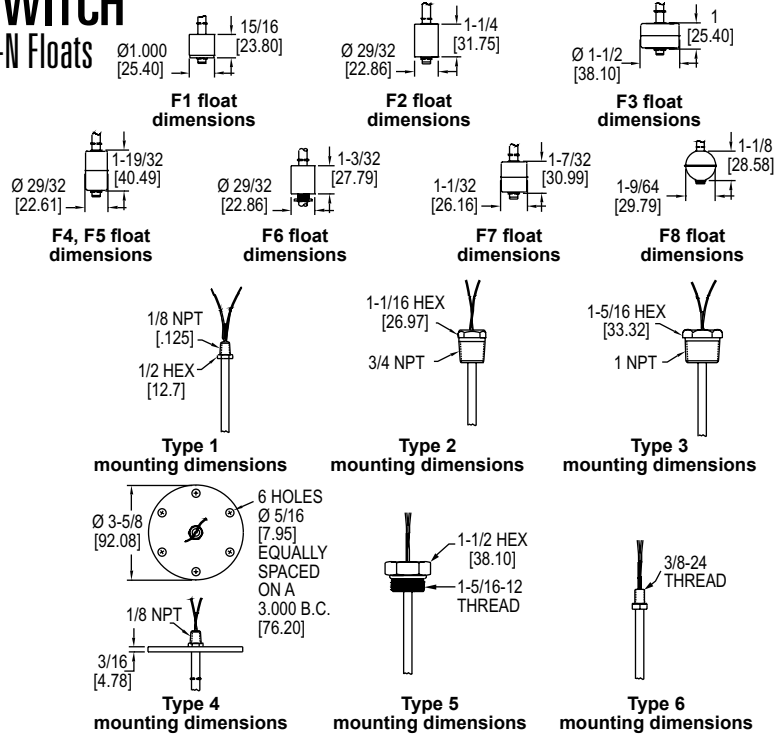 WITCH
-N Floats
Ø1.000
[25.40]
15/16
[23.80]
F1 float
dimensions
Ø 29/32
[22.86]
1-1/4
[31.75]
F2 float
dimensions
Ø 1-1/2
[38.10]
1
[25.40]
F3 float
dimensions
Ø 29/32
[22.61]
1-19/32
[40.49]
F4, F5 float
dimensions
Ø 29/32
[22.86]
1-3/32
[27.79]
F6 float
dimensions
1-1/32
[26.16]
1-7/32
[30.99]
F7 float
dimensions
1-9/64
[29.79]
1-1/8
[28.58]
F8 float
dimensions
1/8 NPT
[.125]
1/2 HEX
[12.7]
Type 1
mounting dimensions
1-1/16 HEX
[26.97]
3/4 NPT
Type 2
mounting dimensions
1-5/16 HEX
[33.32]
1 NPT
Type 3
mounting dimensions
Ø 3-5/8
[92.08]
6 HOLES
Ø 5/16
[7.95]
EQUALLY
SPACED
ON A
3.000 B.C.
[76.20]
1/8 NPT
3/16
[4.78]
Type 4
mounting dimensions
1-1/2 HEX
[38.10]
1-5/16-12
THREAD
Type 5
mounting dimensions
3/8-24
THREAD
Type 6
mounting dimensions